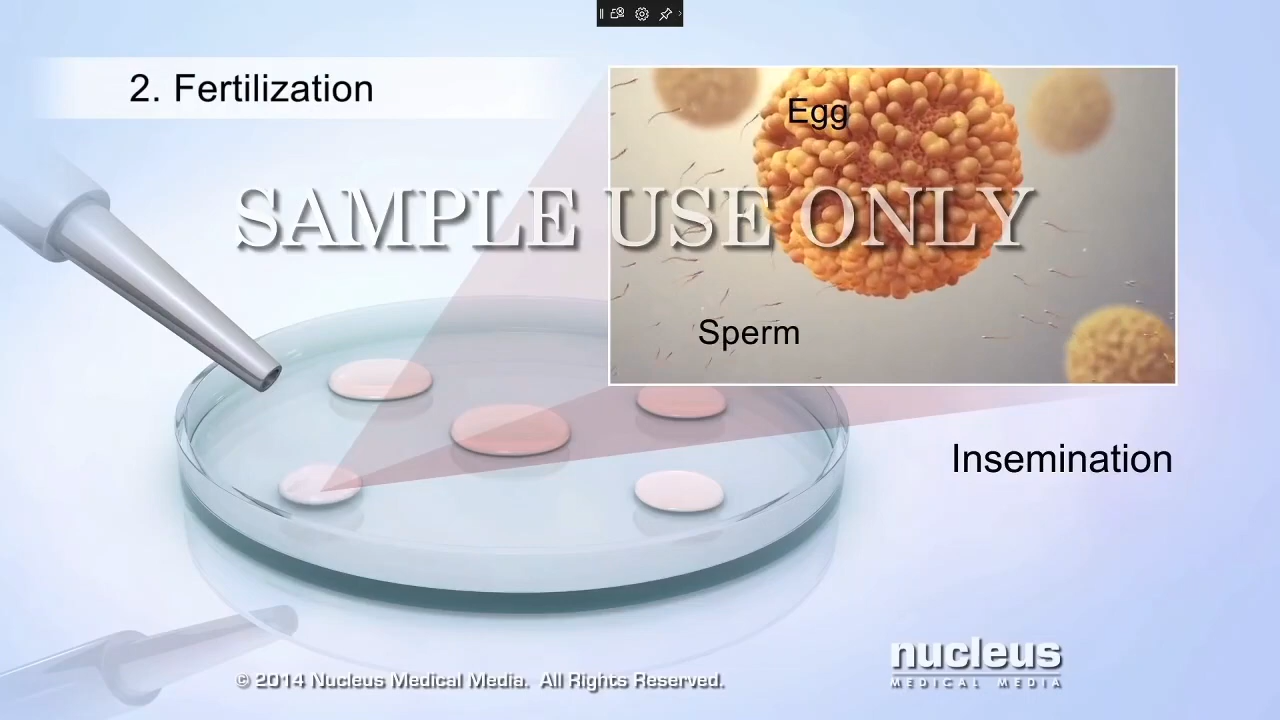 2. Fertilization
Egg
SAMPLE USE ONLY
Sperm
Insemination
nucleus
MEDICAL MEDIA
© 2014 Nucleus Medical Media. All Rights Reserved.